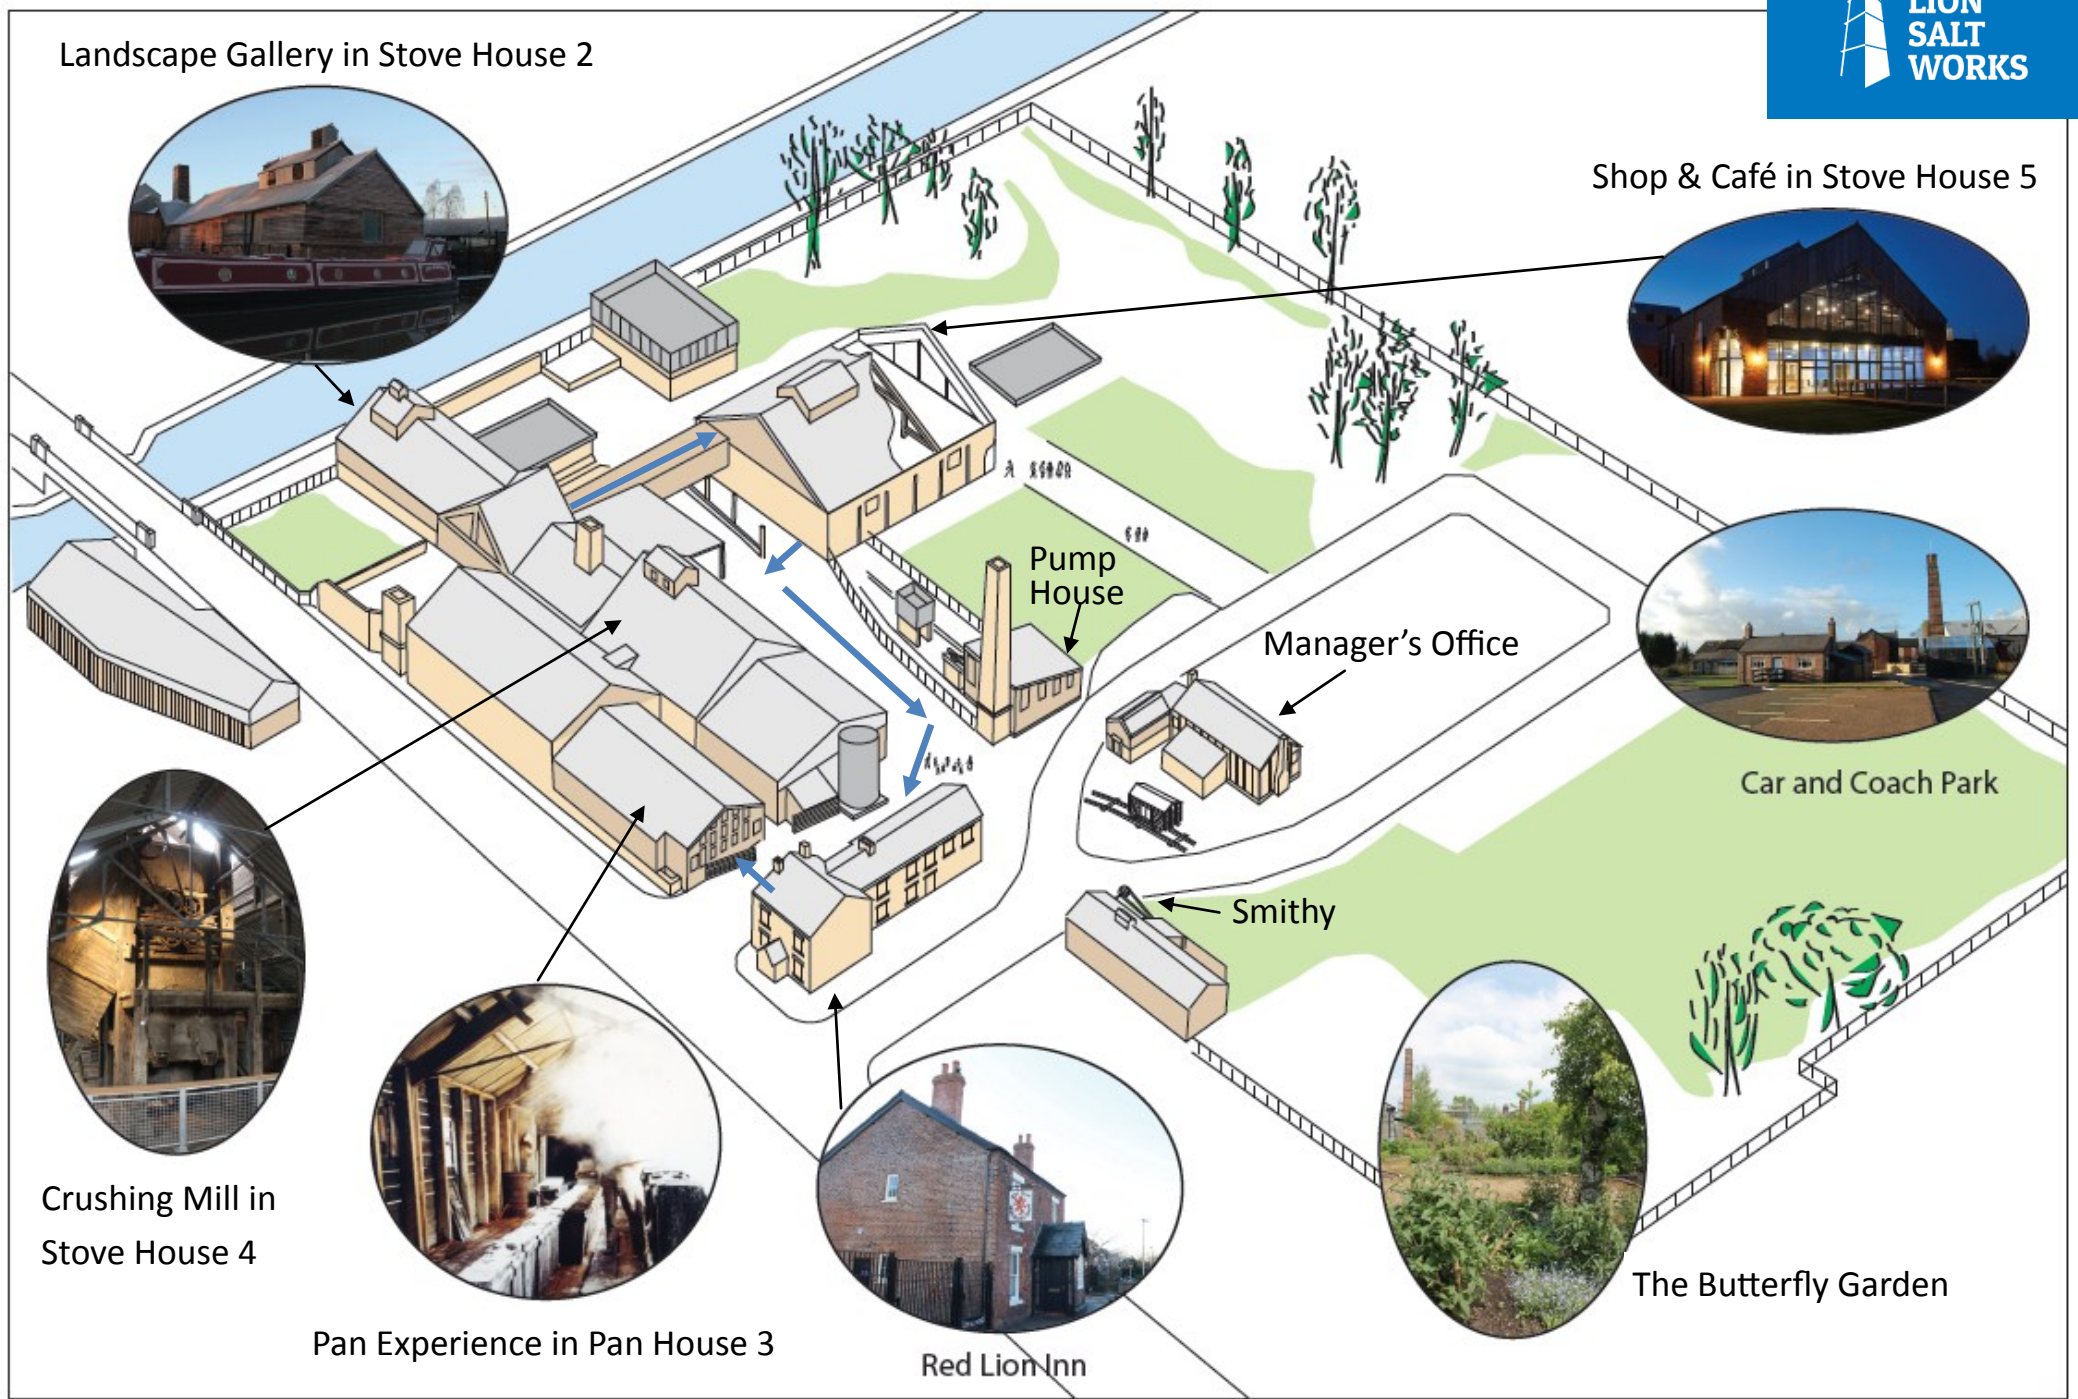 LION
SALT
WORKS
Landscape Gallery in Stove House 2
Shop & Café in Stove House 5
Pump
House
Manager's Office
Car and Coach Park
Smithy
Crushing Mill in
Stove House 4
The Butterfly Garden
Pan Experience in Pan House 3
Red Lion Inn